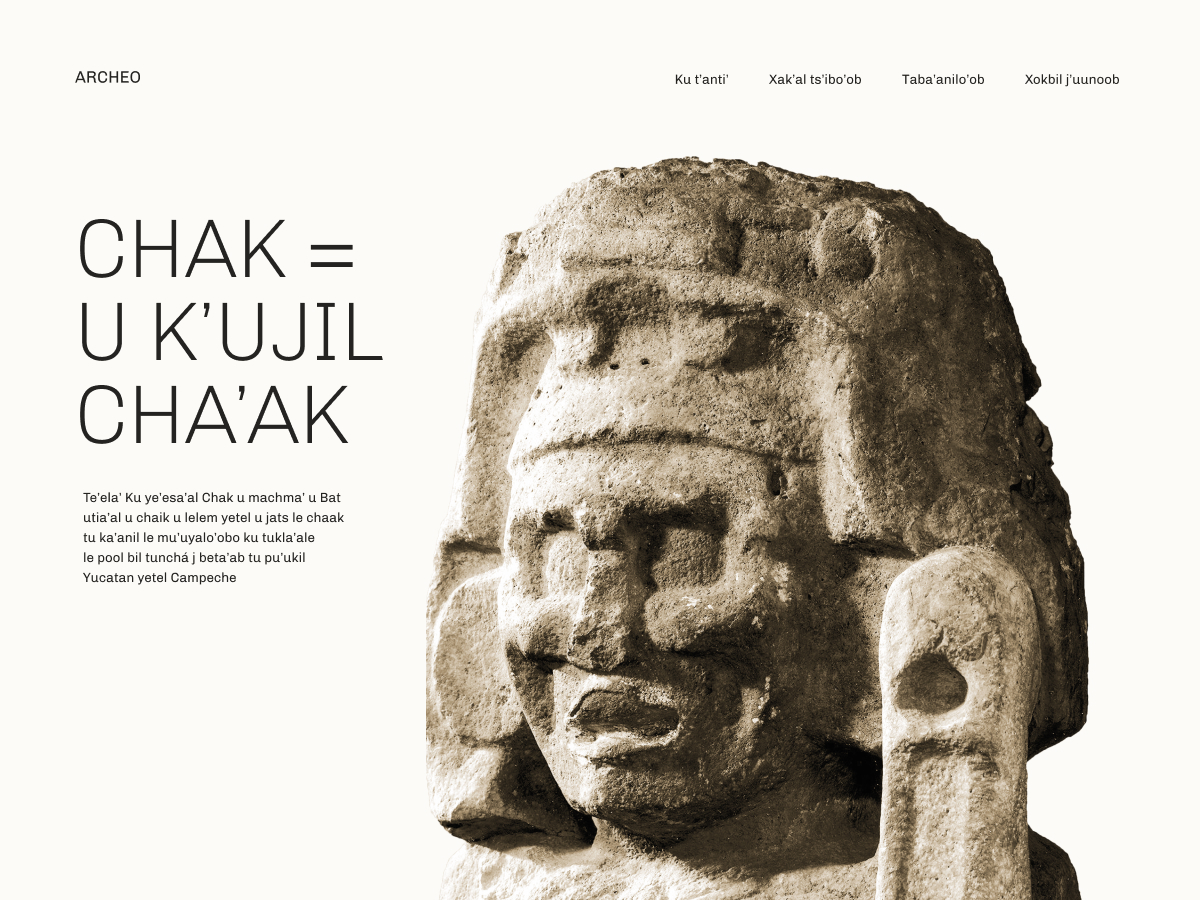 ARCHEO
Ku t’anti’
Xak’al ts’ibo’ob
Taba’anilo’ob
Xokbil j’uunoob
CHAK =
U K’UJIL
CHA’AK
Te’ela’ Ku ye’esa’al Chak u machma’ u Bat
utia’al u chaik u lelem yetel u jats le chaak
tu ka’anil le mu’uyalo’obo ku tukla’ale
le pool bil tunchá j beta’ab tu pu’ukil
Yucatan yetel Campeche